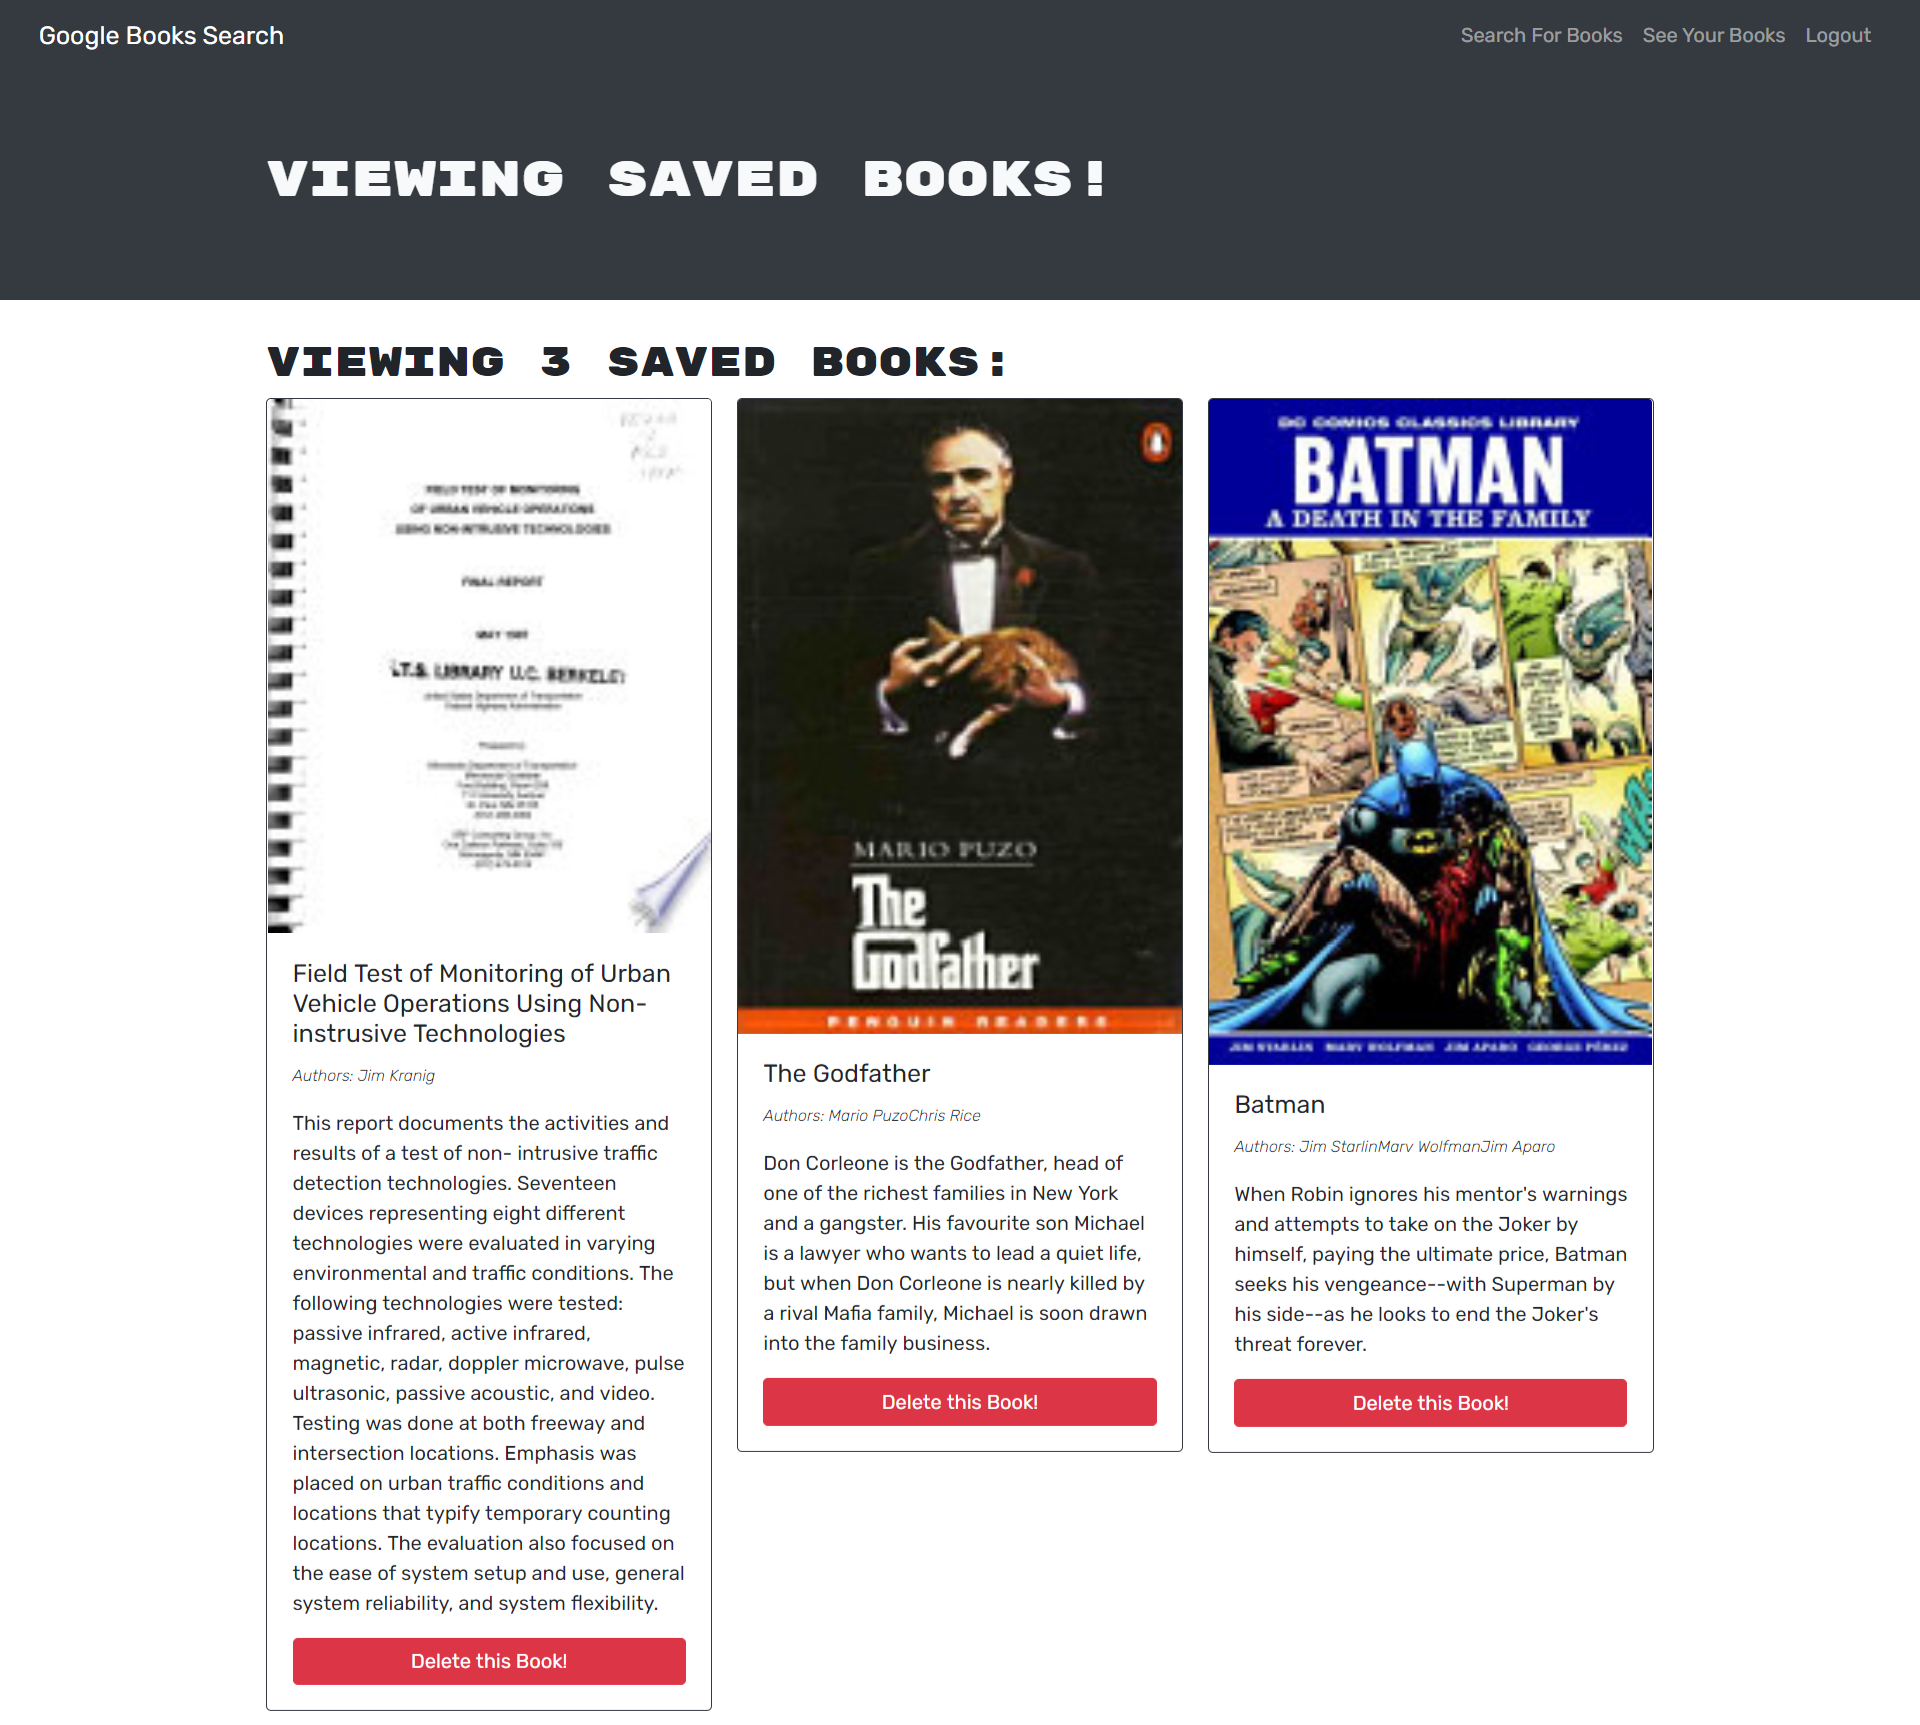 Google Books Search
Search For Books
See Your Books
Logout
VIEWING SAVED BOOKS!
VIEWING 3 SAVED BOOKS:
FIELD TEST OF MONITORING
OF URBAN VEHICLE OPERATIONS
USING NON-INTRUSIVE TECHNOLOGIES
FINAL REPORT
I.T.S. LIBRARY U.C. BERKELEY
Field Test of Monitoring of Urban
Vehicle Operations Using Non-
instrusive Technologies
Authors: Jim Kranig
This report documents the activities and
results of a test of non- intrusive traffic
detection technologies. Seventeen
devices representing eight different
technologies were evaluated in varying
environmental and traffic conditions. The
following technologies were tested:
passive infrared, active infrared,
magnetic, radar, doppler microwave, pulse
ultrasonic, passive acoustic, and video.
Testing was done at both freeway and
intersection locations. Emphasis was
placed on urban traffic conditions and
locations that typify temporary counting
locations. The evaluation also focused on
the ease of system setup and use, general
system reliability, and system flexibility.
Delete this Book!
MARIO PUZO
The
Godfather
PENGUIN READERS
The Godfather
Authors: Mario PuzoChris Rice
Don Corleone is the Godfather, head of
one of the richest families in New York
and a gangster. His favourite son Michael
is a lawyer who wants to lead a quiet life,
but when Don Corleone is nearly killed by
a rival Mafia family, Michael is soon drawn
into the family business.
Delete this Book!
DC COMICS CLASSICS LIBRARY
BATMAN
A DEATH IN THE FAMILY
JIM STARLIN MARV WOLFMAN JIM APARO GEORGE PÉREZ
Batman
Authors: Jim StarlinMarv WolfmanJim Aparo
When Robin ignores his mentor's warnings
and attempts to take on the Joker by
himself, paying the ultimate price, Batman
seeks his vengeance--with Superman by
his side--as he looks to end the Joker's
threat forever.
Delete this Book!